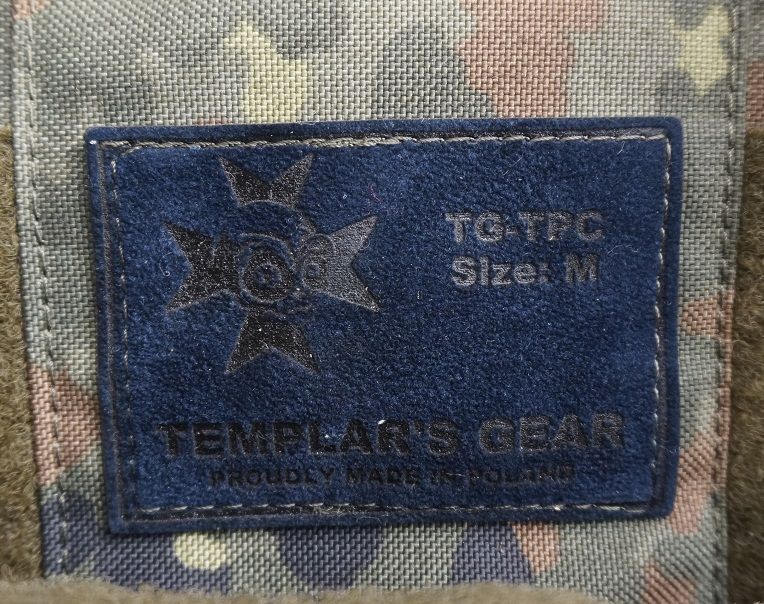 TG-TPC
Size: M
TEMPLAR'S GEAR
PROUDLY MADE IN POLAND